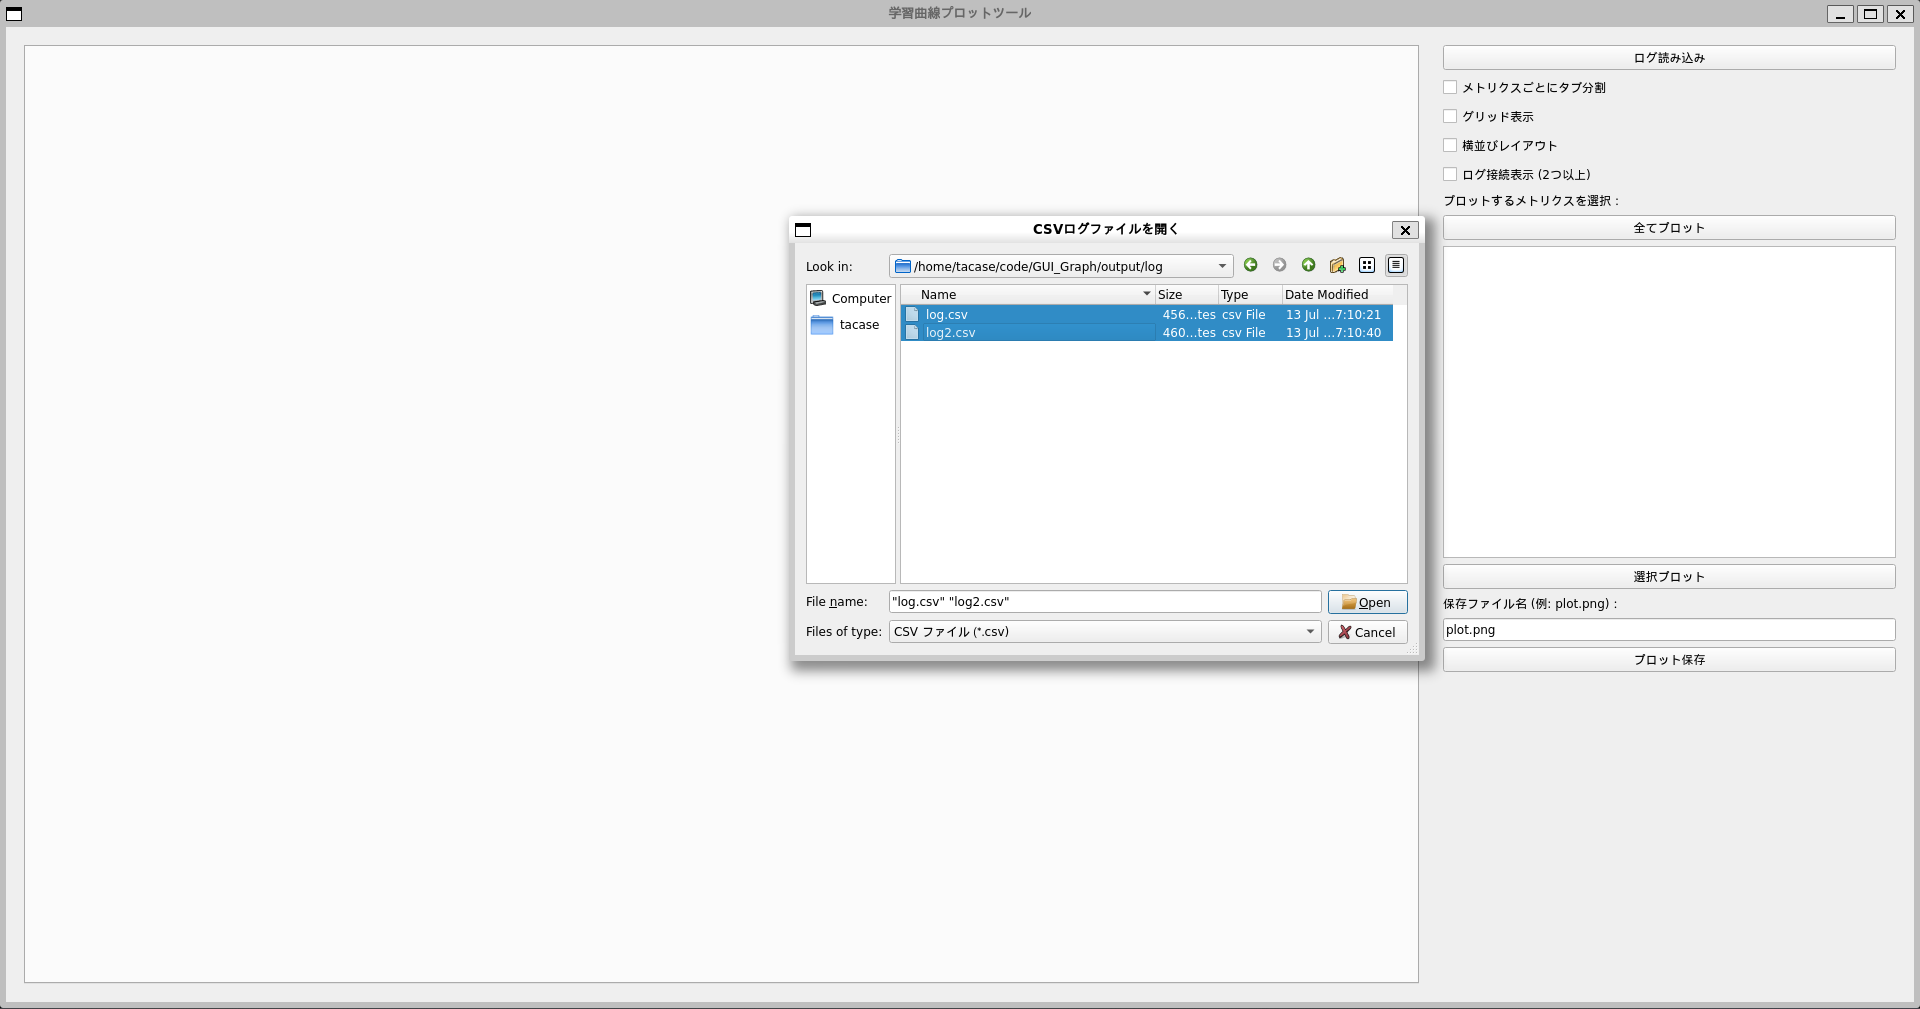 学習曲線プロットツール
ログ読み込み
メトリクスごとにタブ分割
グリッド表示
横並びレイアウト
ログ接続表示 (2つ以上)
プロットするメトリクスを選択：
全てプロット
CSVログファイルを開く
Look in:
/home/tacase/code/GUI_Graph/output/log
Computer
tacase
Name Size Type Date Modified
log.csv 456...tes csv File 13 Jul ...7:10:21
log2.csv 460...tes csv File 13 Jul ...7:10:40
File name: "log.csv" "log2.csv" Open
Files of type: CSV ファイル (*.csv) Cancel
選択プロット
保存ファイル名 (例: plot.png)：
plot.png
プロット保存